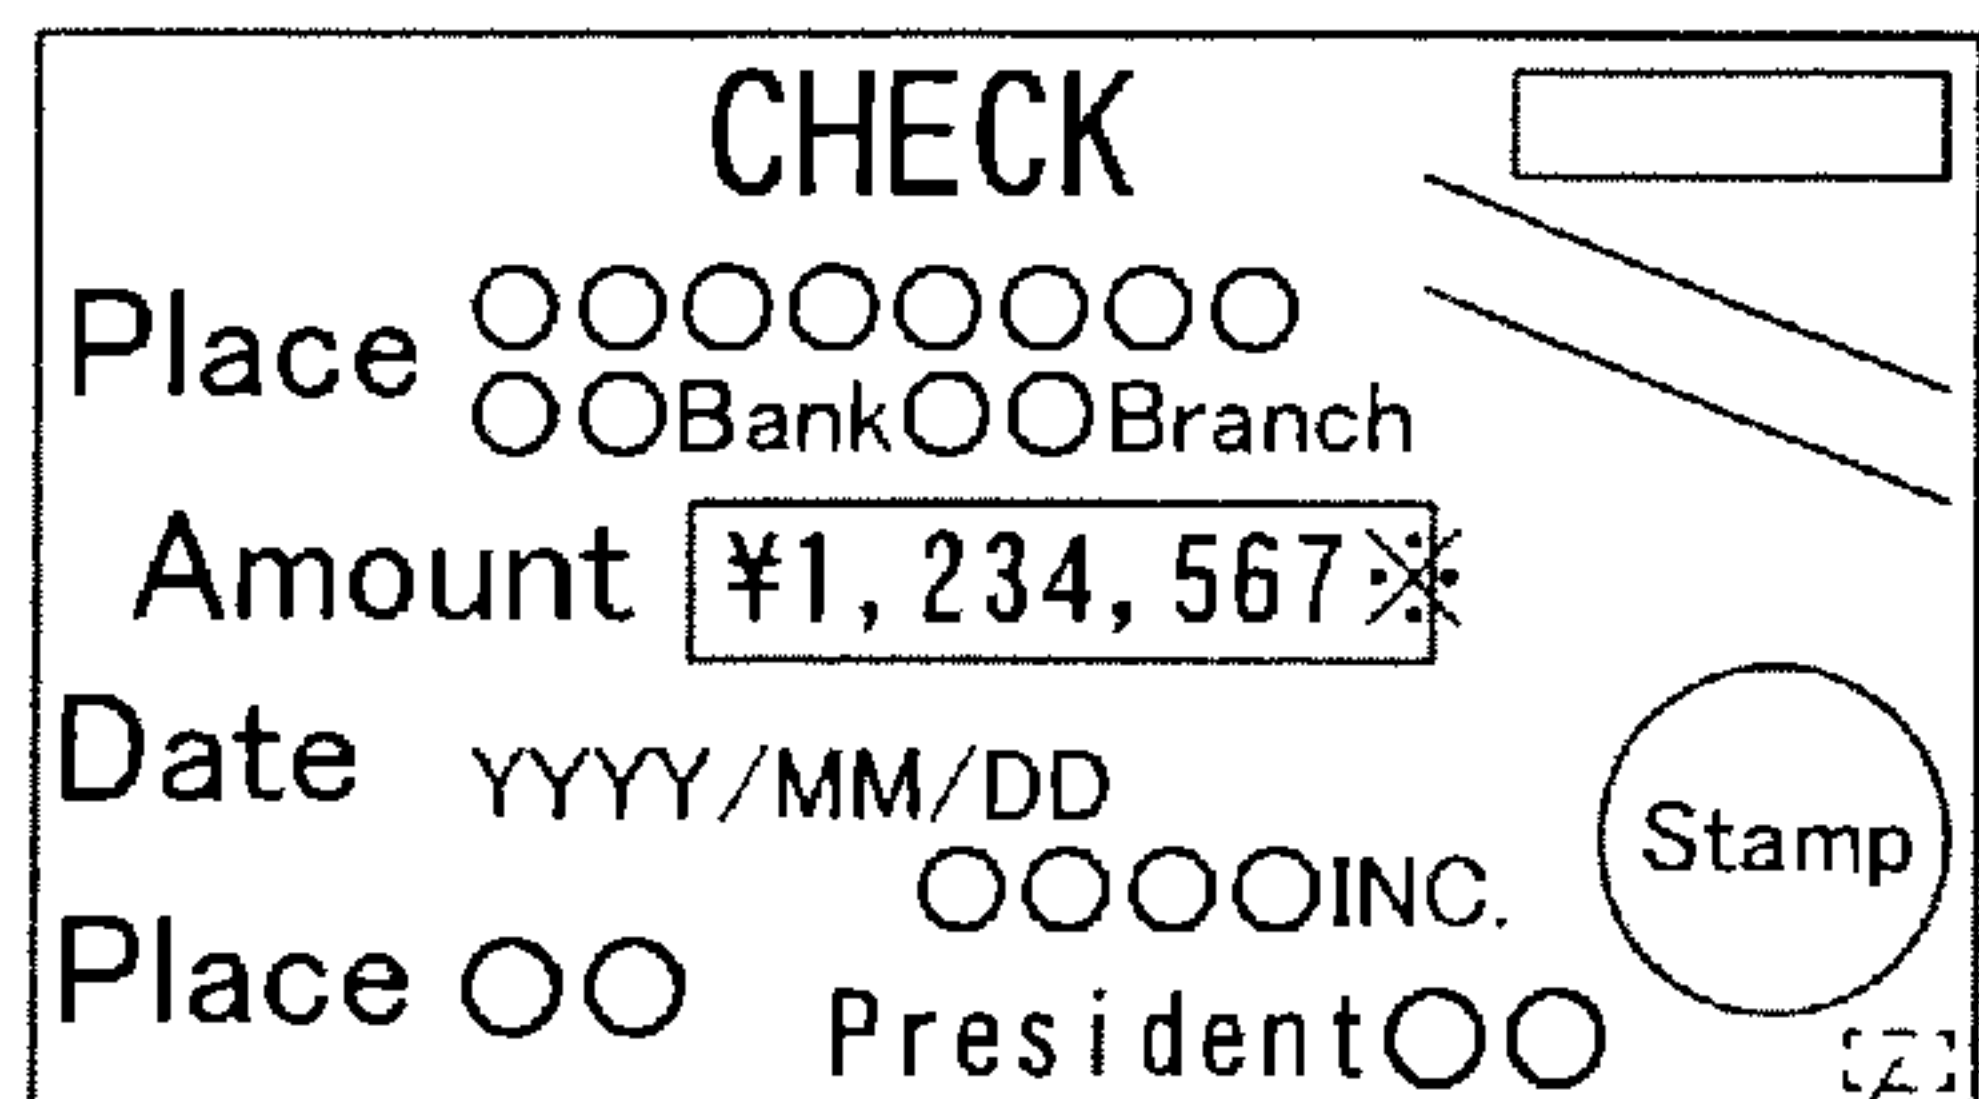 CHECK
Place ○○○○○○○○
○○Bank○○Branch
Amount ¥1,234,567※
Date YYYY/MM/DD
Stamp
○○○○INC.
Place ○○
President○○